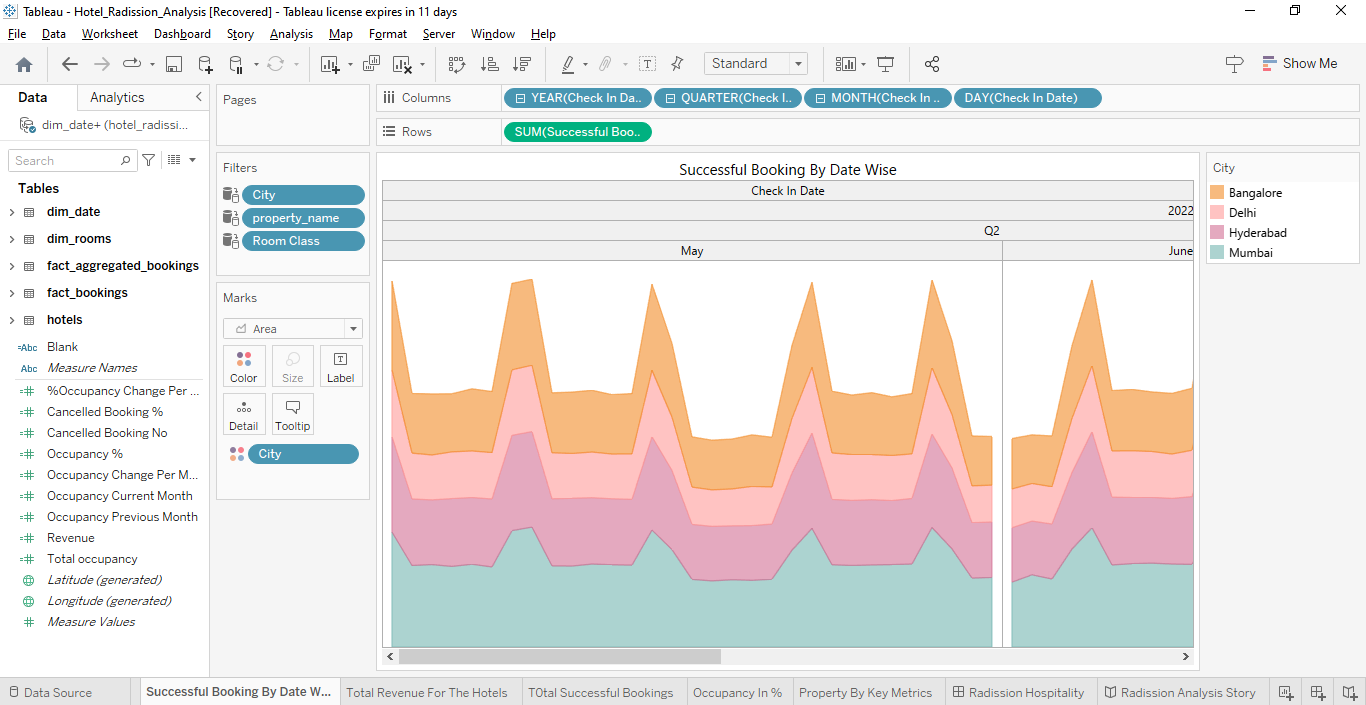 Tableau - Hotel_Radission_Analysis [Recovered] - Tableau license expires in 11 days
File Data Worksheet Dashboard Story Analysis Map Format Server Window Help
Standard
Show Me
Data Analytics
dim_date+ (hotel_radissi...
Search
Tables
dim_date
dim_rooms
fact_aggregated_bookings
fact_bookings
hotels
=Abc Blank
Abc Measure Names
%Occupancy Change Per ...
Cancelled Booking %
Cancelled Booking No
Occupancy %
Occupancy Change Per M...
Occupancy Current Month
Occupancy Previous Month
Revenue
Total occupancy
Latitude (generated)
Longitude (generated)
Measure Values
Pages
Filters
City
property_name
Room Class
Marks
Area
Color Size Label
Detail Tooltip
City
Columns YEAR(Check In Da.. QUARTER(Check I.. MONTH(Check In .. DAY(Check In Date)
Rows SUM(Successful Boo..
Successful Booking By Date Wise
Check In Date
2022
Q2
May June
City
Bangalore
Delhi
Hyderabad
Mumbai
Data Source Successful Booking By Date W... Total Revenue For The Hotels T0tal Successful Bookings Occupancy In % Property By Key Metrics Radission Hospitality Radission Analysis Story